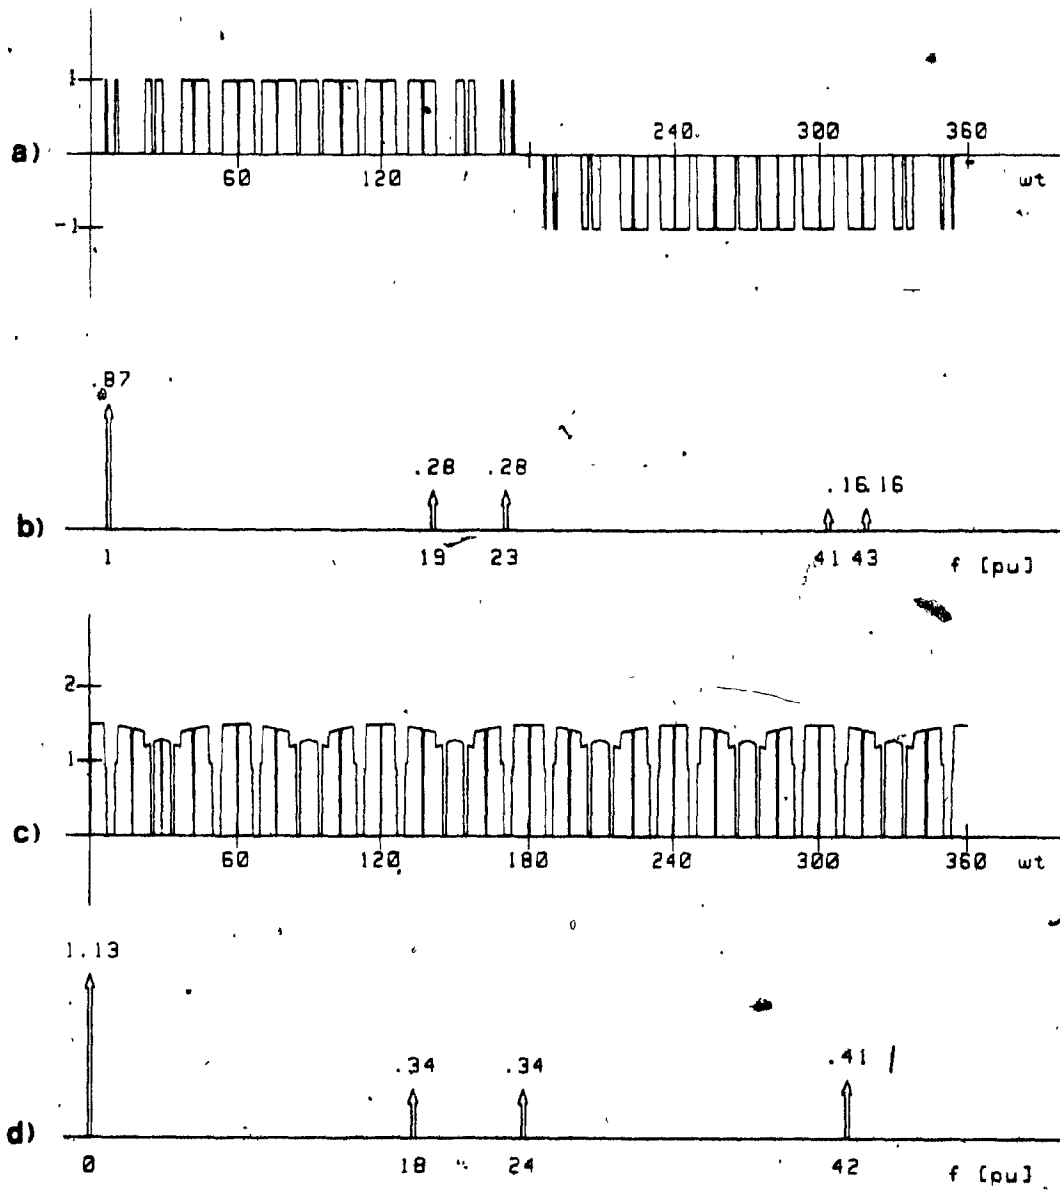 1
240 300 360
a)
60 120 wt
-1
.87
.28 .28
.16 .16
b)
1 19 23 41 43 f [pu]
2
1
c)
60 120 180 240 300 360 wt
1.13
.34 .34 .41
d)
0 18 24 42 f [pu]